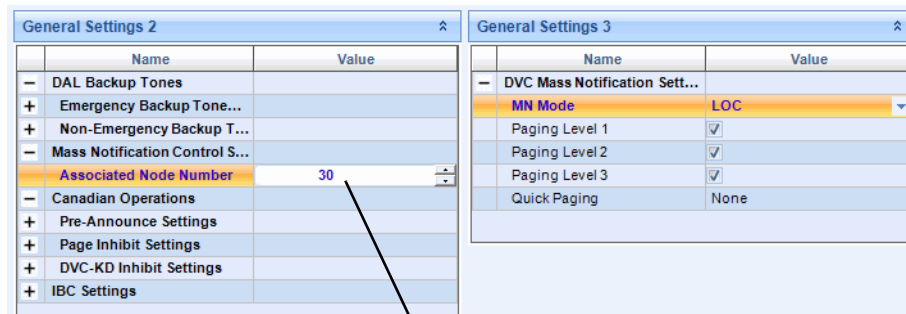 General Settings 2
Name Value
DAL Backup Tones
Emergency Backup Tone...
Non-Emergency Backup T...
Mass Notification Control S...
Associated Node Number 30
Canadian Operations
Pre-Announce Settings
Page Inhibit Settings
DVC-KD Inhibit Settings
IBC Settings
General Settings 3
Name Value
DVC Mass Notification Sett...
MN Mode LOC
Paging Level 1
Paging Level 2
Paging Level 3
Quick Paging None